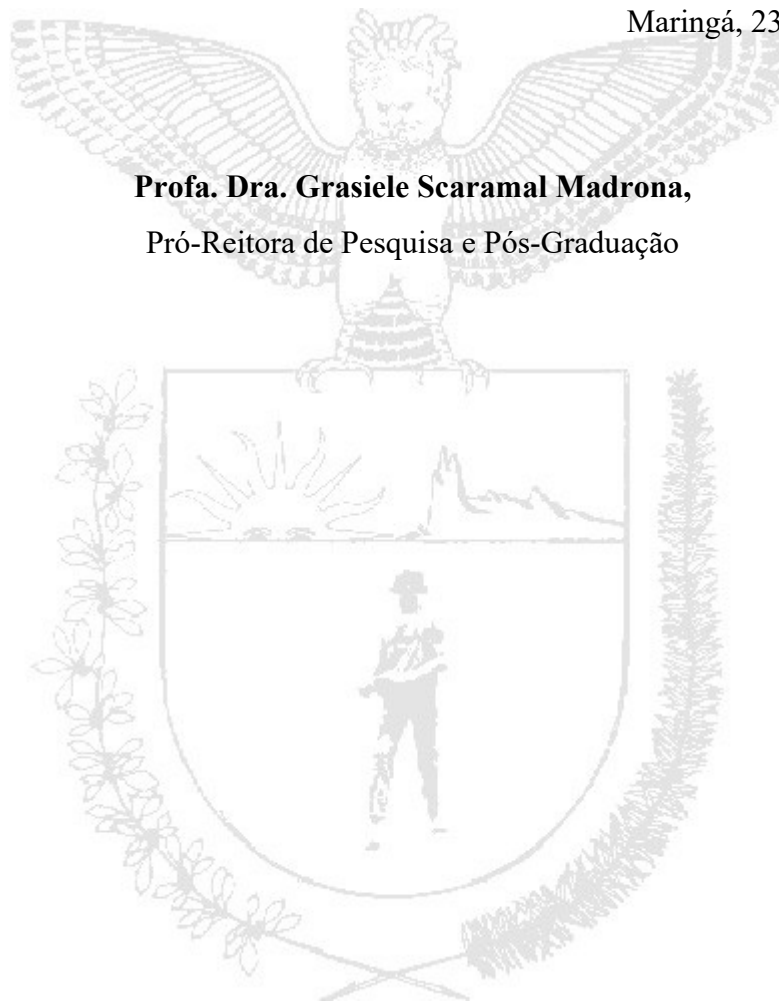 Maringá, 23
Profa. Dra. Grasiele Scaramal Madrona,
Pró-Reitora de Pesquisa e Pós-Graduação